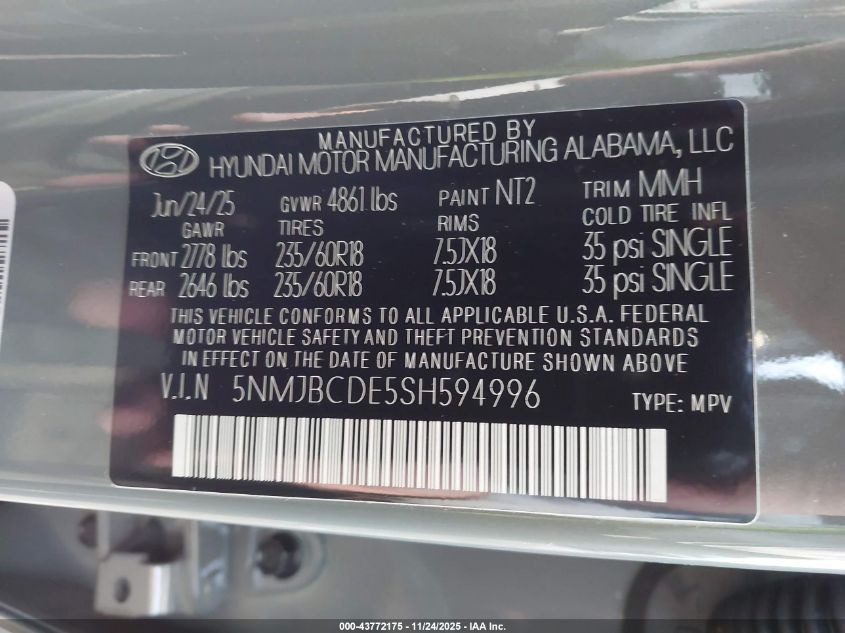 MANUFACTURED BY
HYUNDAI MOTOR MANUFACTURING ALABAMA, LLC
Jun/24/25 GVWR 4861 lbs PAINT NT2 TRIM MMH
GAWR TIRES RIMS COLD TIRE INFL
FRONT 2778 lbs 235/60R18 7.5JX18 35 psi SINGLE
REAR 2646 lbs 235/60R18 7.5JX18 35 psi SINGLE
THIS VEHICLE CONFORMS TO ALL APPLICABLE U.S.A. FEDERAL
MOTOR VEHICLE SAFETY AND THEFT PREVENTION STANDARDS
IN EFFECT ON THE DATE OF MANUFACTURE SHOWN ABOVE
V.I.N 5NMJBCDE5SH594996 TYPE: MPV
000-43772175 - 11/24/2025 - IAA Inc.